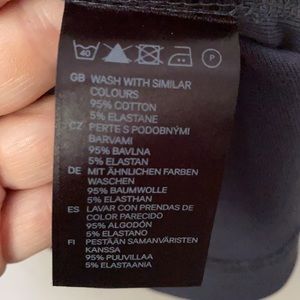 40 P
GB WASH WITH SIMILAR
COLOURS
95% COTTON
5% ELASTANE
CZ PERTE S PODOBNÝMI
BARVAMI
95% BAVLNA
5% ELASTAN
DE MIT ÄHNLICHEN FARBEN
WASCHEN
95% BAUMWOLLE
5% ELASTHAN
ES LAVAR CON PRENDAS DE
COLOR PARECIDO
95% ALGODÓN
5% ELASTANO
FI PESTÄÄN SAMANVÄRISTEN
KANSSA
95% PUUVILLAA
5% ELASTAANIA